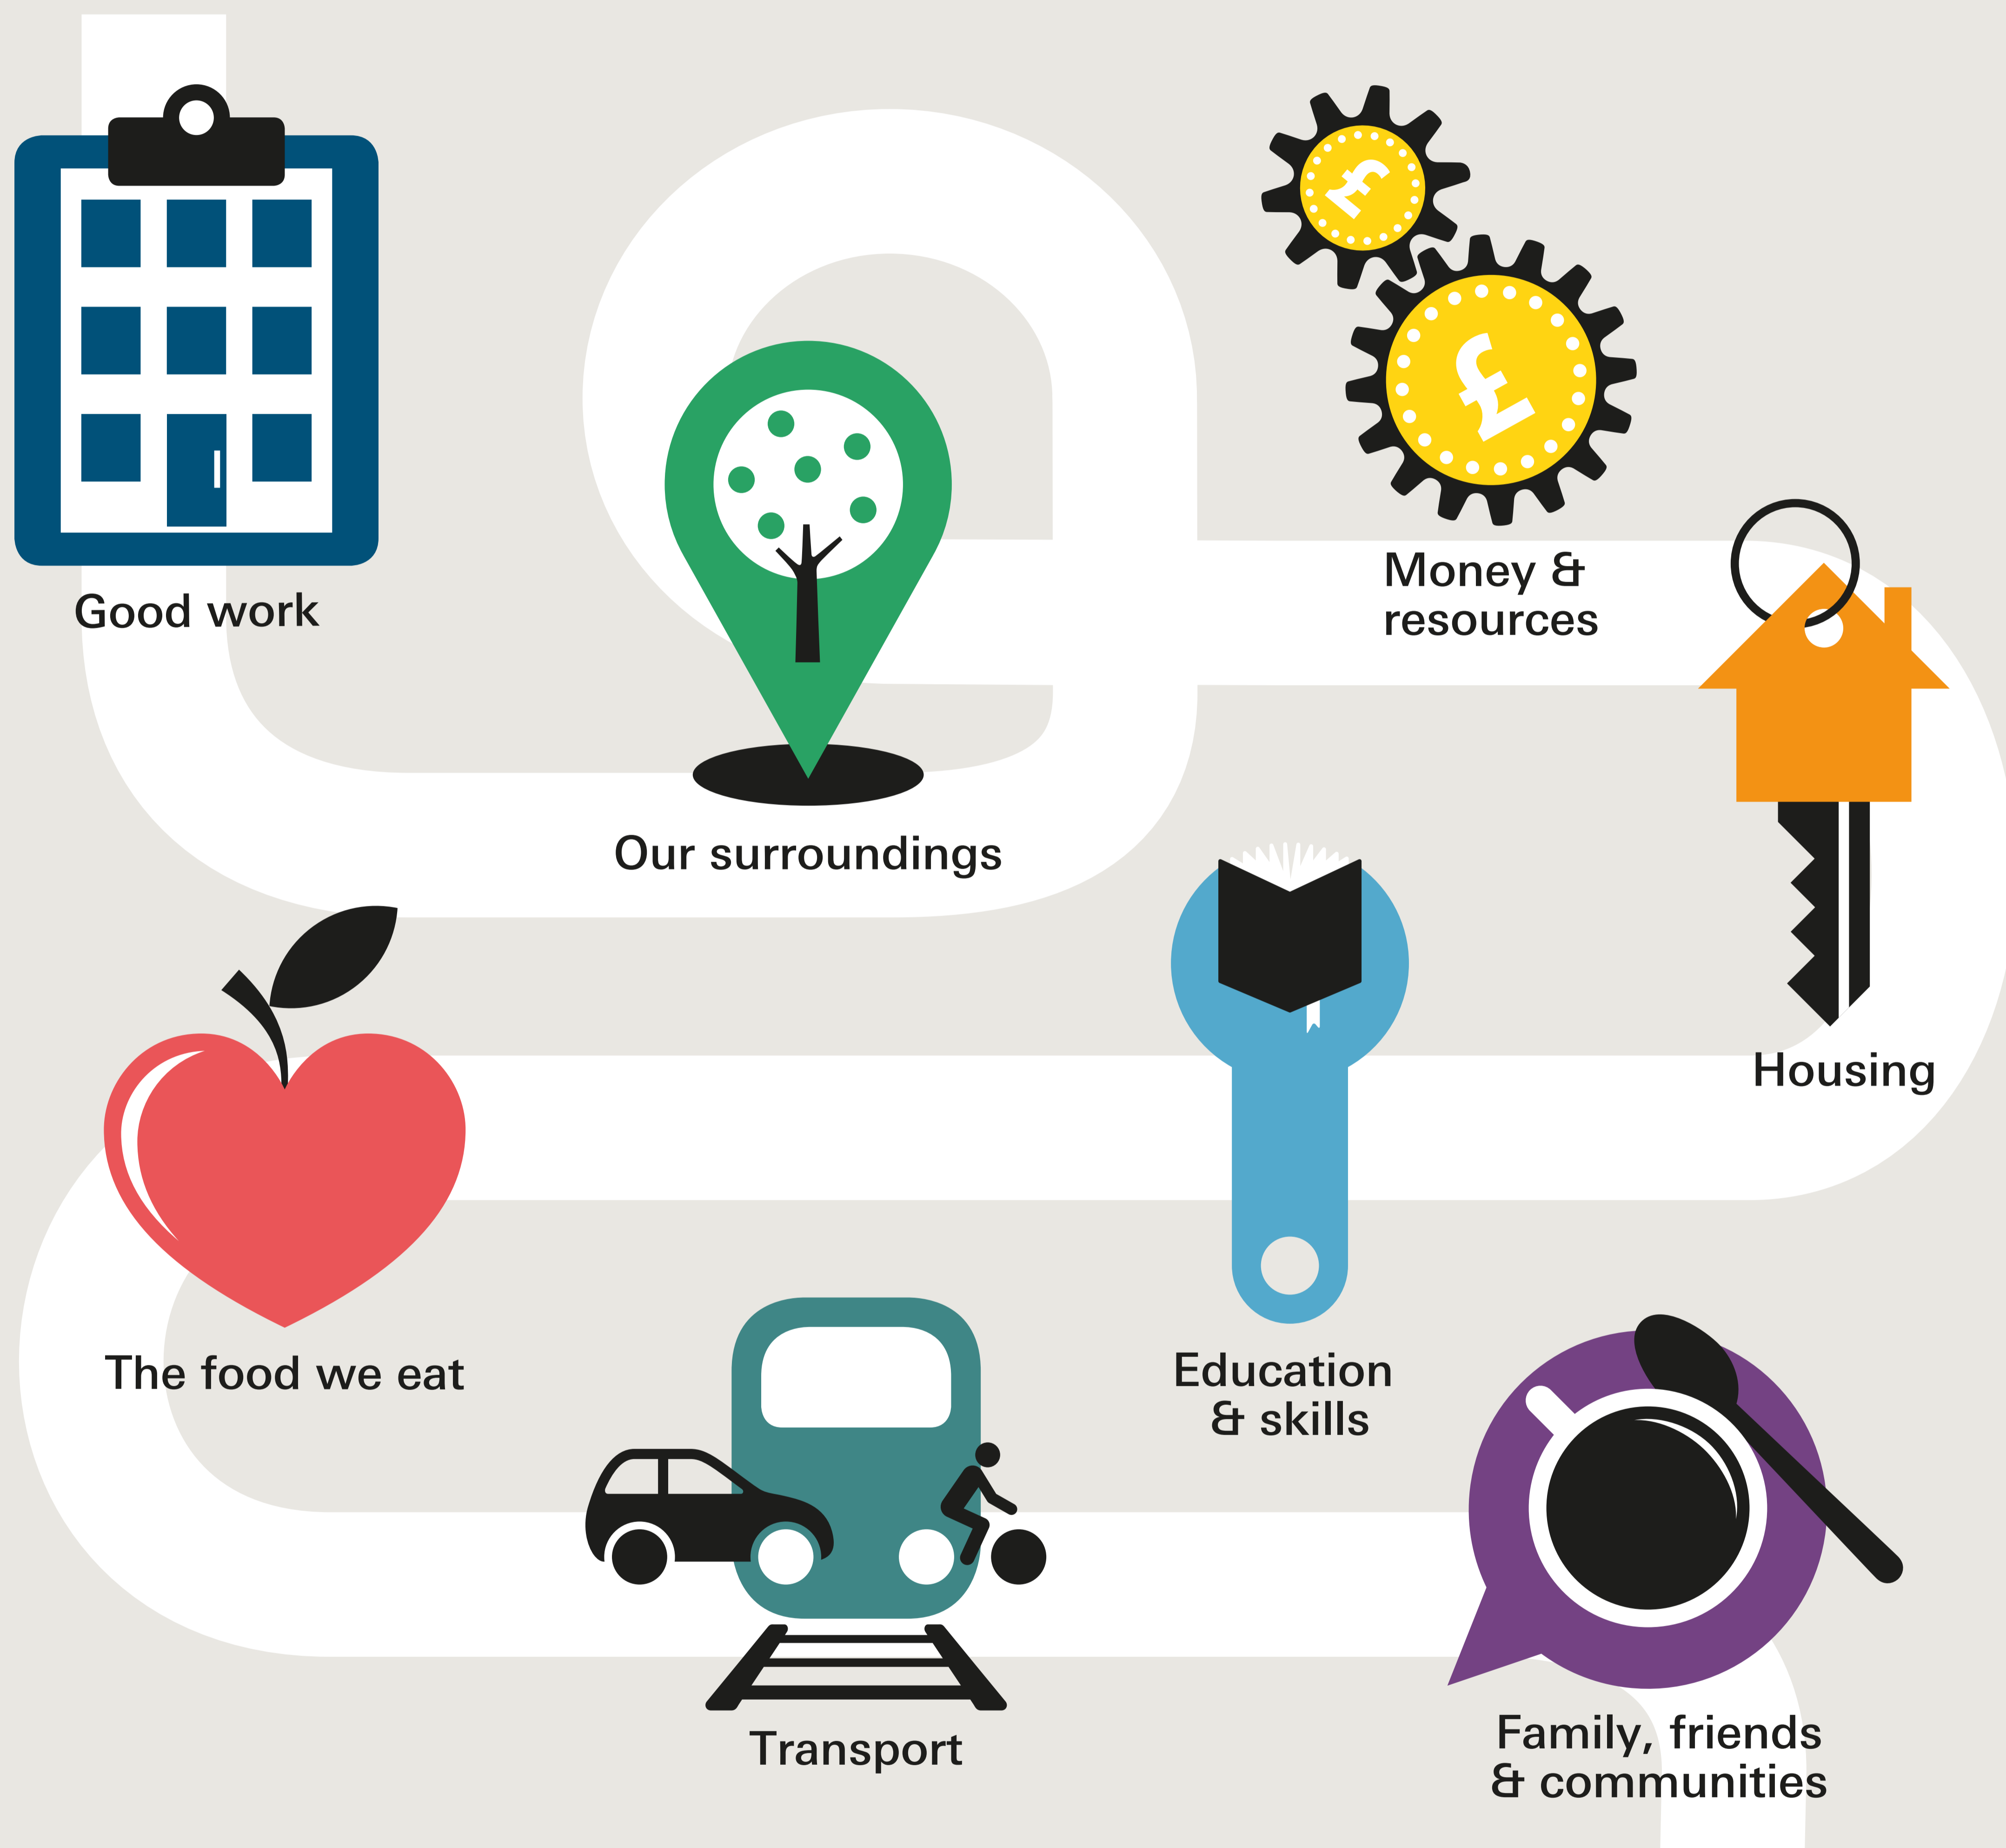 £
£
Good work
Money &
resources
Our surroundings
Housing
The food we eat
Education
& skills
Transport
Family, friends
& communities